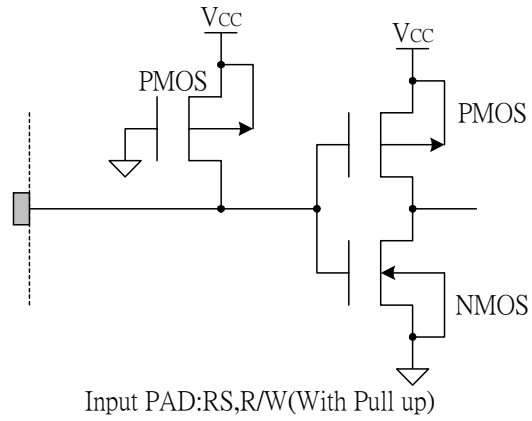 VCC
VCC
PMOS
PMOS
NMOS
Input PAD:RS,R/W(With Pull up)